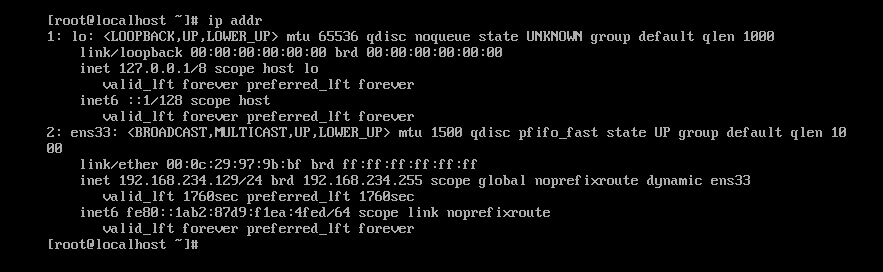 [root@localhost ~]# ip addr
1: lo: <LOOPBACK,UP,LOWER_UP> mtu 65536 qdisc noqueue state UNKNOWN group default qlen 1000
    link/loopback 00:00:00:00:00:00 brd 00:00:00:00:00:00
    inet 127.0.0.1/8 scope host lo
       valid_lft forever preferred_lft forever
    inet6 ::1/128 scope host
       valid_lft forever preferred_lft forever
2: ens33: <BROADCAST,MULTICAST,UP,LOWER_UP> mtu 1500 qdisc pfifo_fast state UP group default qlen 10
00
    link/ether 00:0c:29:97:9b:bf brd ff:ff:ff:ff:ff:ff
    inet 192.168.234.129/24 brd 192.168.234.255 scope global noprefixroute dynamic ens33
       valid_lft 1760sec preferred_lft 1760sec
    inet6 fe80::1ab2:87d9:f1ea:4fed/64 scope link noprefixroute
       valid_lft forever preferred_lft forever
[root@localhost ~]#